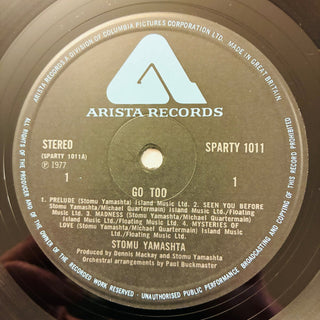 ARISTA RECORDS A DIVISION OF COLUMBIA PICTURES CORPORATION LTD. MADE IN GREAT BRITAIN
ARISTA RECORDS
STEREO
SPARTY 1011
(SPARTY 1011A)
℗ 1977
1
1
GO TOO
1. PRELUDE (Stomu Yamashta) Island Music Ltd. 2. SEEN YOU
BEFORE (Stomu Yamashta/Michael Quartermain) Island Music Ltd./Floating
Music Ltd. 3. MADNESS (Stomu Yamashta/Michael Quartermain)
Island Music Ltd./Floating Music Ltd. 4. MYSTERIES OF
LOVE (Stomu Yamashta/Michael Quartermain) Island Music
Ltd./Floating Music Ltd.
STOMU YAMASHTA
Produced by Dennis Mackay and Stomu Yamashta
Orchestral arrangements by Paul Buckmaster
ALL RIGHTS OF THE PRODUCER AND OF THE OWNER OF THE RECORDED WORK RESERVED · UNAUTHORISED PUBLIC PERFORMANCE, BROADCASTING AND COPYING OF THIS RECORD PROHIBITED